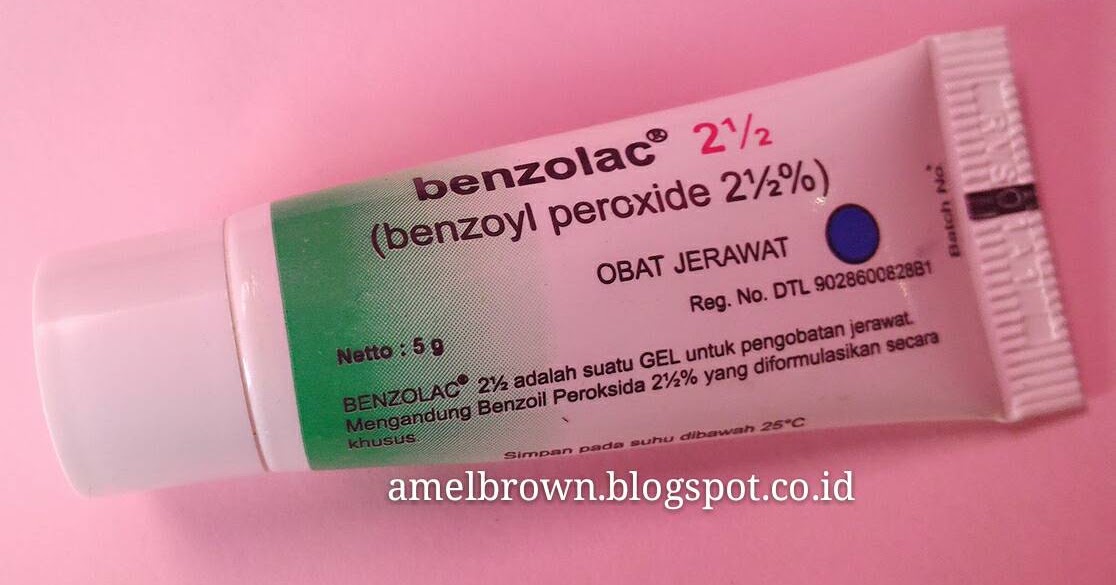 benzolac® 2½
(benzoyl peroxide 2½%)
OBAT JERAWAT
Reg. No. DTL 9028600828B1
Batch No.
Netto : 5 g
BENZOLAC® 2½ adalah suatu GEL untuk pengobatan jerawat.
Mengandung Benzoil Peroksida 2½% yang diformulasikan secara
khusus.
Simpan pada suhu dibawah 25°C
amelbrown.blogspot.co.id